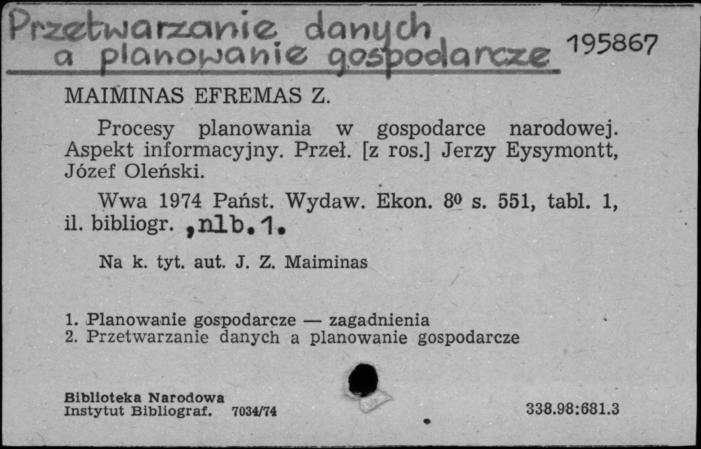 Przetwarzanie danych
a planowanie gospodarcze
195867
MAIMINAS EFREMAS Z.
Procesy planowania w gospodarce narodowej.
Aspekt informacyjny. Przeł. [z ros.] Jerzy Eysymontt,
Józef Oleński.
Wwa 1974 Państ. Wydaw. Ekon. 8º s. 551, tabl. 1,
il. bibliogr. ,nlb.1.
Na k. tyt. aut. J. Z. Maiminas
1. Planowanie gospodarcze — zagadnienia
2. Przetwarzanie danych a planowanie gospodarcze
Biblioteka Narodowa
Instytut Bibliograf. 7034/74
338.98:681.3